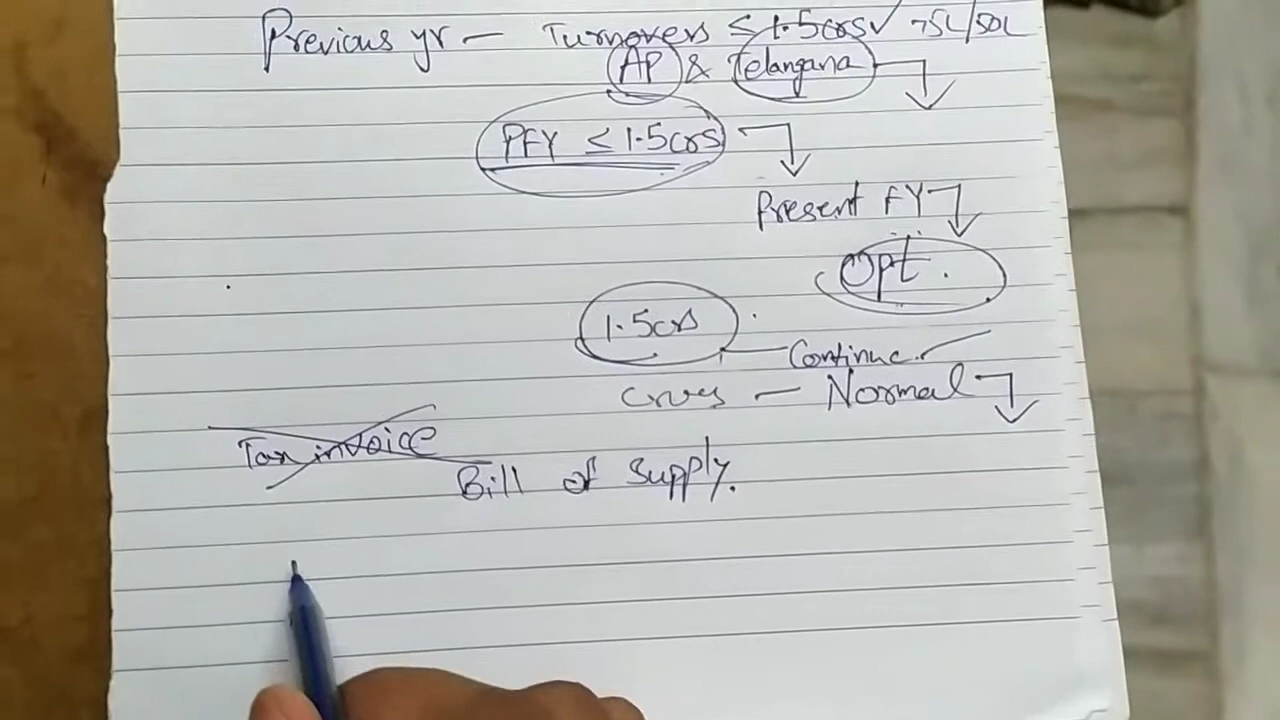 Previous yr — Turnovers ≤ 1.5crs✓ 75L/50L
AP & Telangana
PFY ≤ 1.5crs
Present FY
Opt.
1.5crs
Continue.
Normal
Tax invoice
Bill of Supply.